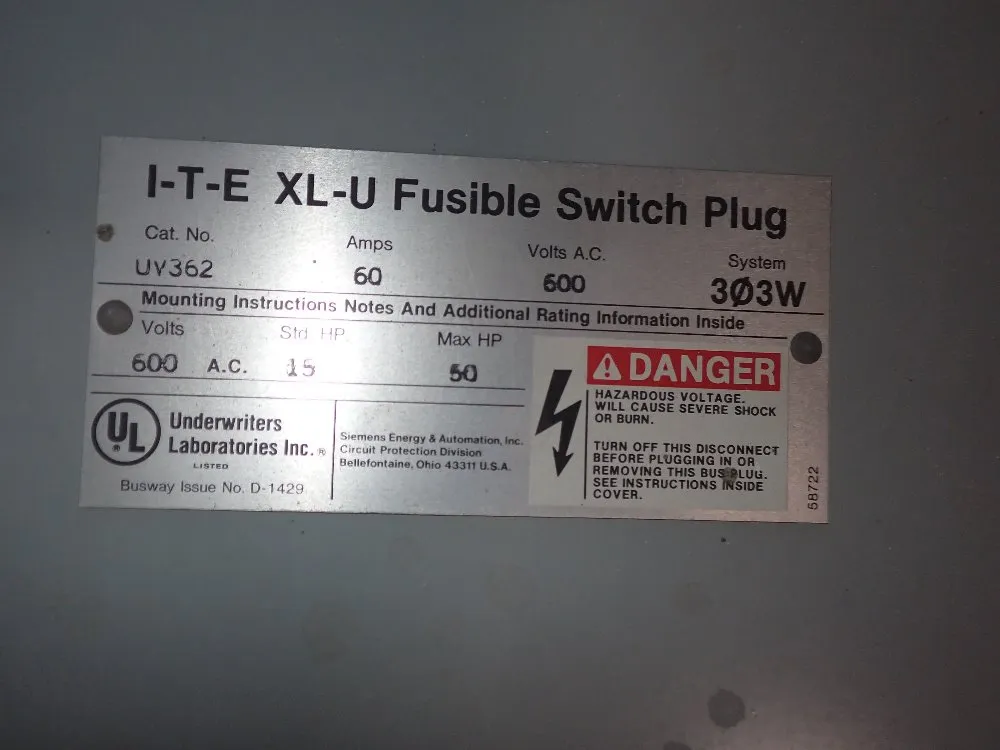 I-T-E XL-U Fusible Switch Plug
Cat. No. Amps Volts A.C. System
UV362 60 600 3Ø3W
Mounting Instructions Notes And Additional Rating Information Inside
Volts Std HP Max HP
600 A.C. 15 50
UL
Underwriters
Laboratories Inc.®
LISTED
Busway Issue No. D-1429
Siemens Energy & Automation, Inc.
Circuit Protection Division
Bellefontaine, Ohio 43311 U.S.A.
DANGER
HAZARDOUS VOLTAGE.
WILL CAUSE SEVERE SHOCK
OR BURN.
TURN OFF THIS DISCONNECT
BEFORE PLUGGING IN OR
REMOVING THIS BUS PLUG.
SEE INSTRUCTIONS INSIDE
COVER.
58722